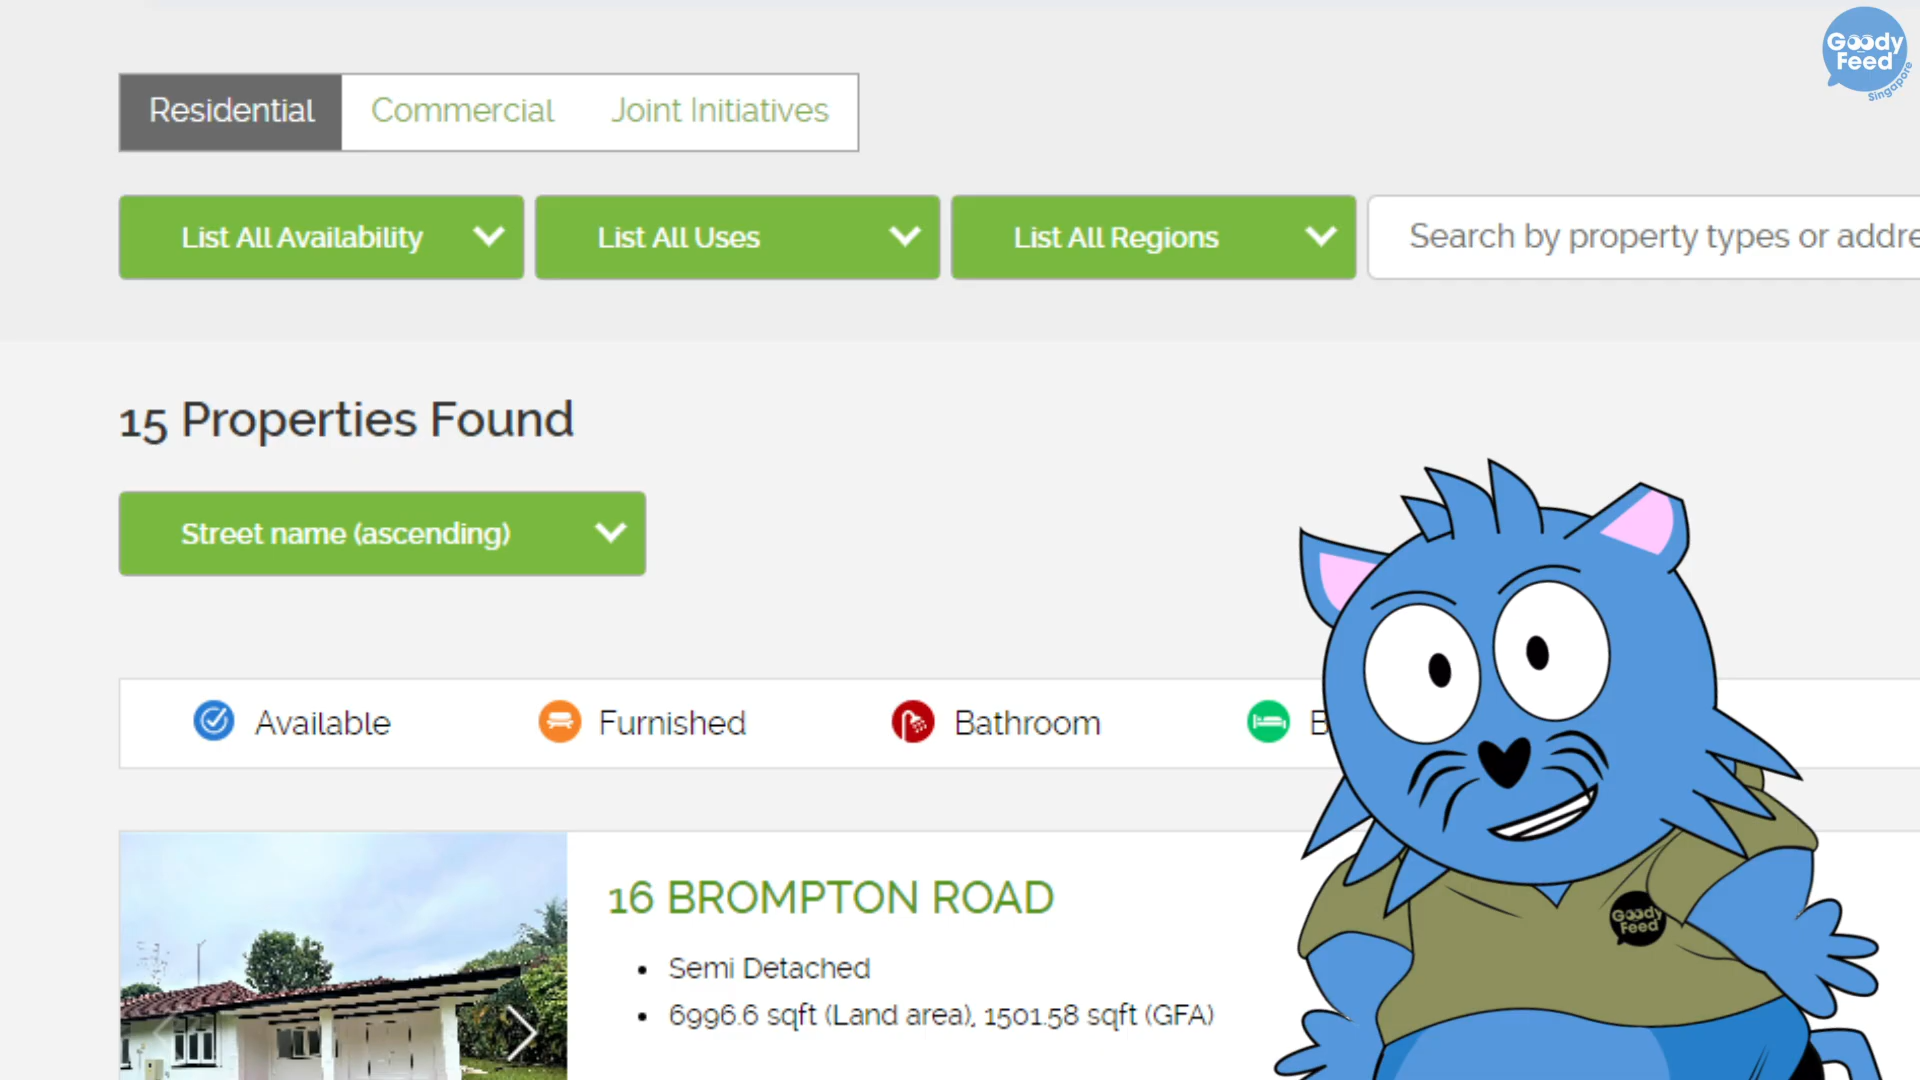 Goody
Feed
Singapore
Residential
Commercial
Joint Initiatives
List All Availability
List All Uses
List All Regions
Search by property types or addre
15 Properties Found
Street name (ascending)
Available
Furnished
Bathroom
B
16 BROMPTON ROAD
Semi Detached
6996.6 sqft (Land area), 1501.58 sqft (GFA)
Goody
Feed